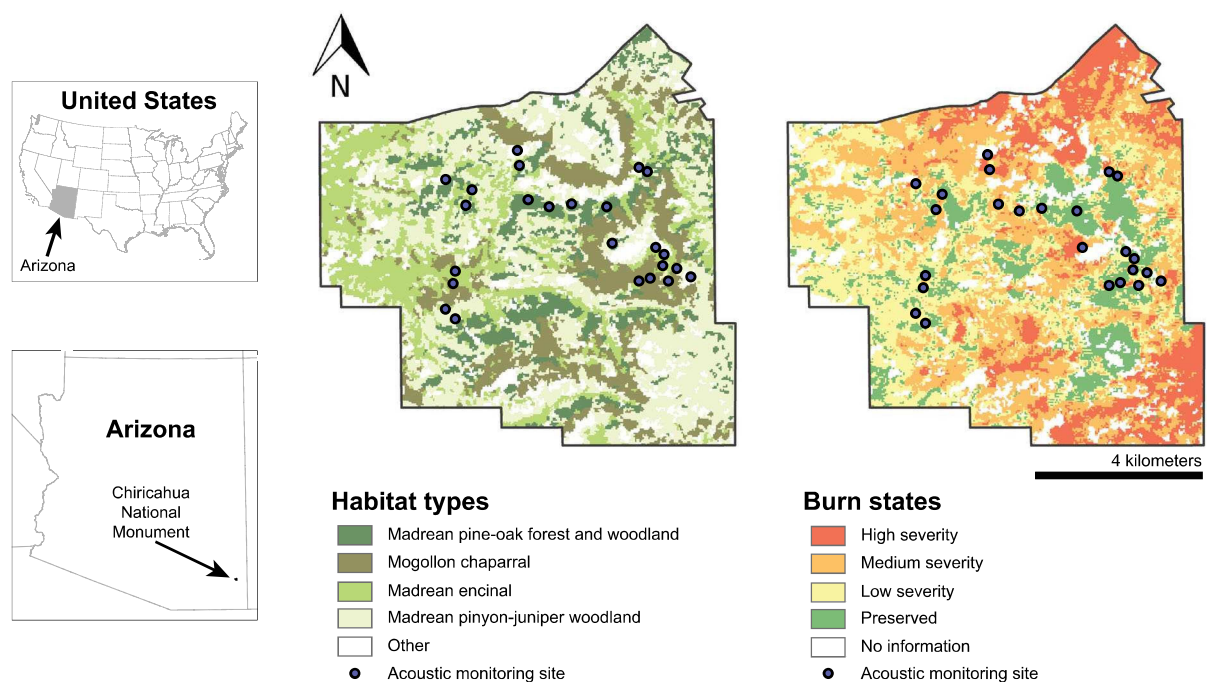 United States
Arizona
Arizona
Chiricahua
National
Monument
N
4 kilometers
Habitat types
Madrean pine-oak forest and woodland
Mogollon chaparral
Madrean encinal
Madrean pinyon-juniper woodland
Other
Acoustic monitoring site
Burn states
High severity
Medium severity
Low severity
Preserved
No information
Acoustic monitoring site